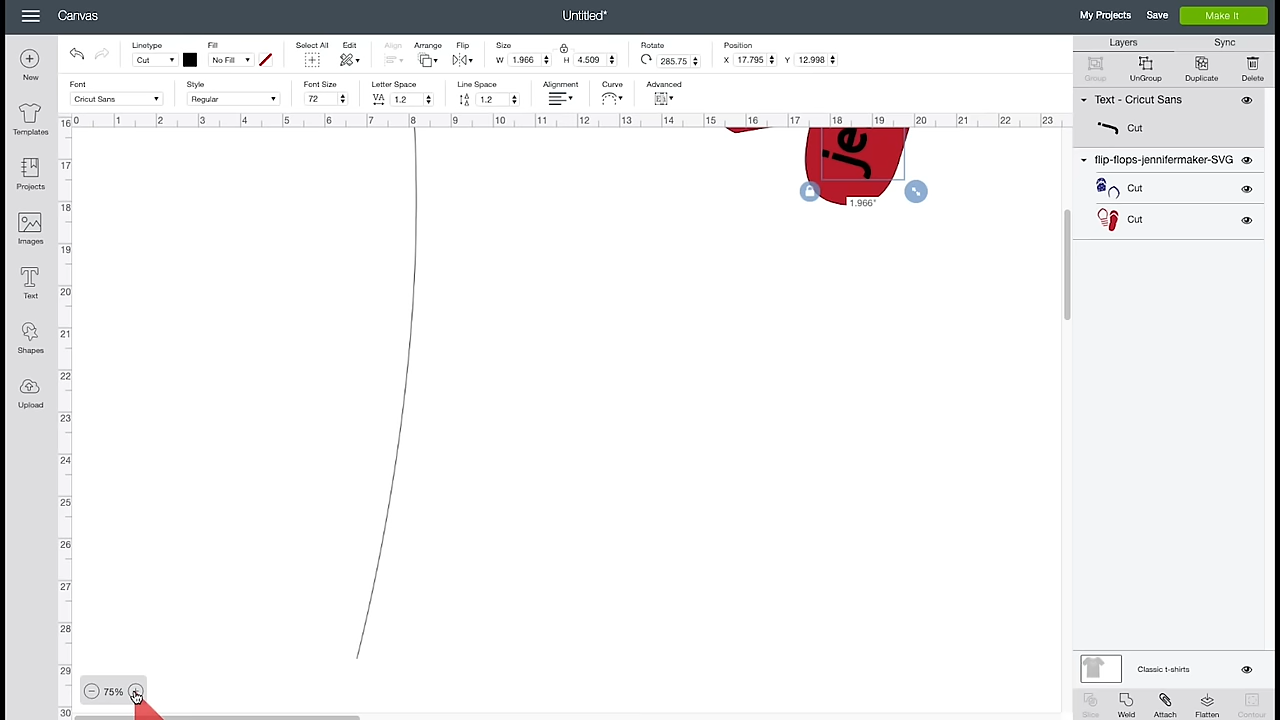 Canvas
Untitled*
My Projects
Save
Make It
Linetype
Fill
Select All
Edit
Align
Arrange
Flip
Size
Rotate
Position
Cut
No Fill
W 1.966
H 4.509
285.75
X 17.795
Y 12.998
Font
Style
Font Size
Letter Space
Line Space
Alignment
Curve
Advanced
Cricut Sans
Regular
72
VA 1.2
1.2
0 1 2 3 4 5 6 7 8 9 10 11 12 13 14 15 16 17 18 19 20 21 22 23
16
17
18
19
20
21
22
23
24
25
26
27
28
29
30
New
Templates
Projects
Images
Text
Shapes
Upload
je
1.966"
75%
Layers
Sync
Group
UnGroup
Duplicate
Delete
Text - Cricut Sans
Cut
flip-flops-jennifermaker-SVG
Cut
Cut
Classic t-shirts
Slice
Weld
Attach
Flatten
Contour